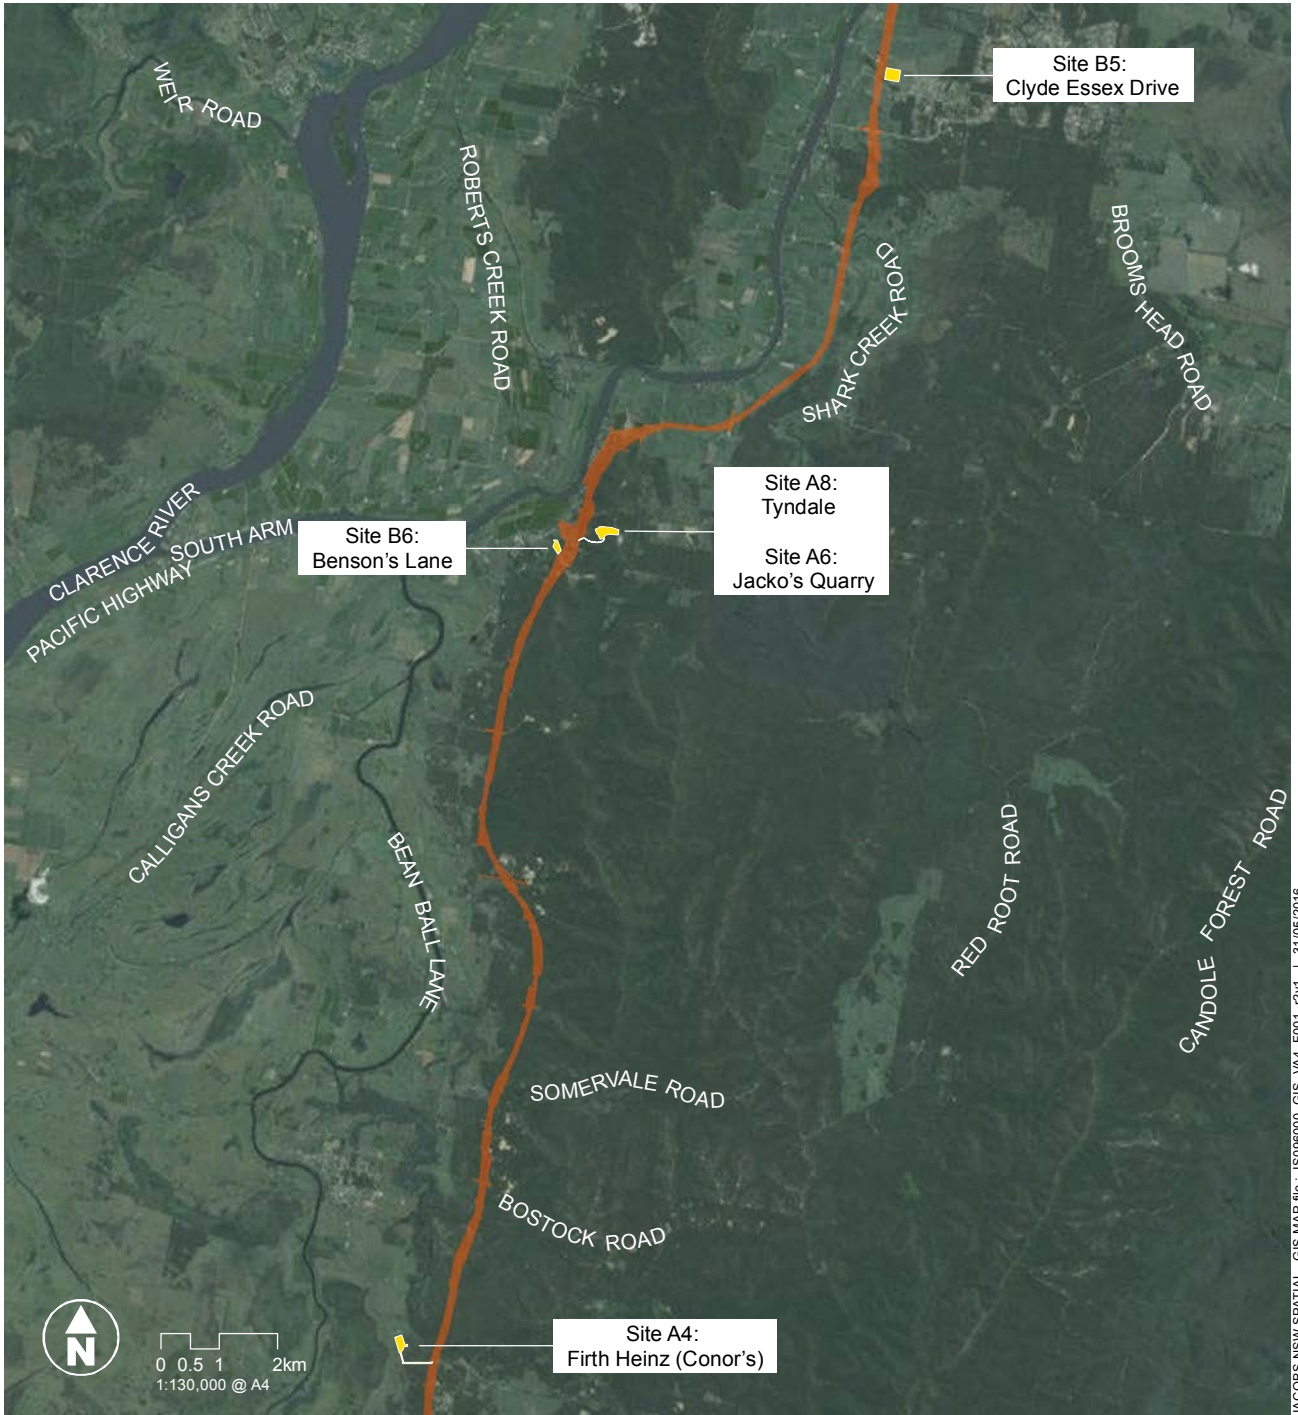 Site B5:
Clyde Essex Drive
WEIR ROAD
ROBERTS CREEK ROAD
BROOMS HEAD ROAD
SHARK CREEK ROAD
Site A8:
Tyndale
Site A6:
Jacko's Quarry
CLARENCE RIVER
SOUTH ARM
Site B6:
Benson's Lane
PACIFIC HIGHWAY
CALLIGANS CREEK ROAD
BEAN BALL LANE
RED ROOT ROAD
CANDOLE FOREST ROAD
SOMERVALE ROAD
BOSTOCK ROAD
Site A4:
Firth Heinz (Conor's)
N
0 0.5 1 2km
1:130,000 @ A4